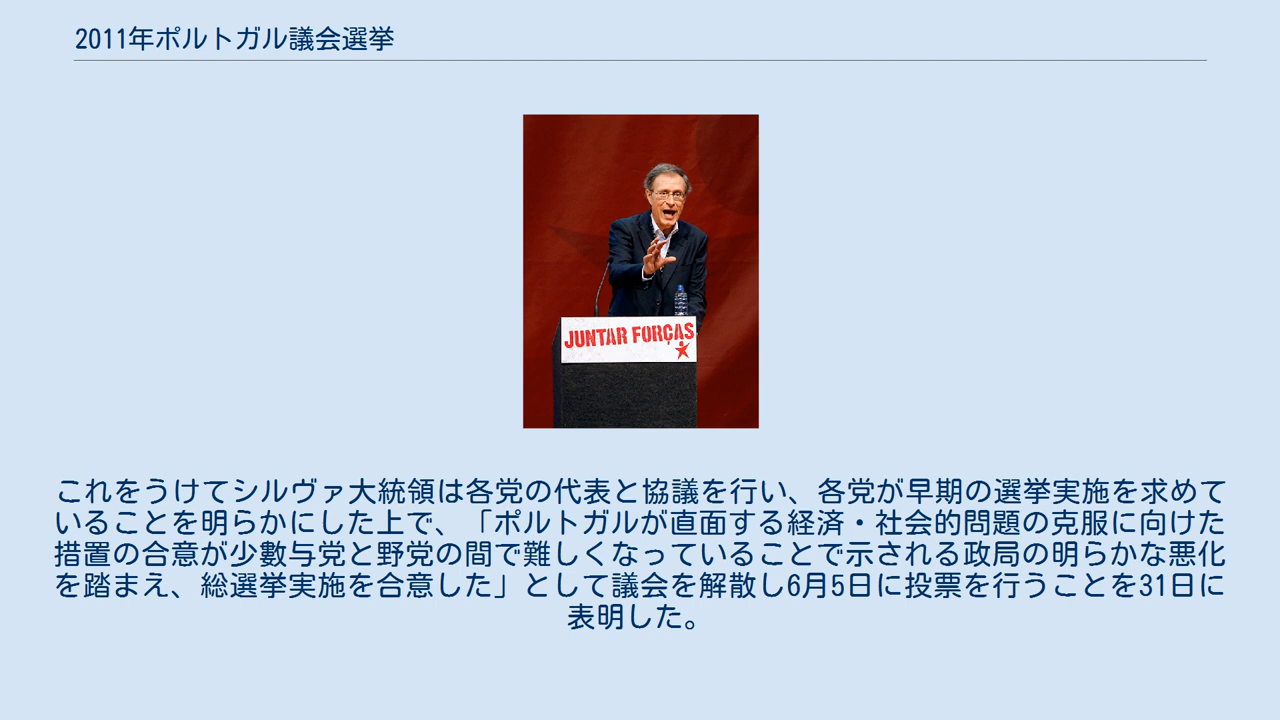 2011年ポルトガル議会選挙
JUNTAR FORÇAS
これをうけてシルヴァ大統領は各党の代表と協議を行い、各党が早期の選挙実施を求めて
いることを明らかにした上で、「ポルトガルが直面する経済・社会的問題の克服に向けた
措置の合意が少數与党と野党の間で難しくなっていることで示される政局の明らかな悪化
を踏まえ、総選挙実施を合意した」として議会を解散し6月5日に投票を行うことを31日に
表明した。